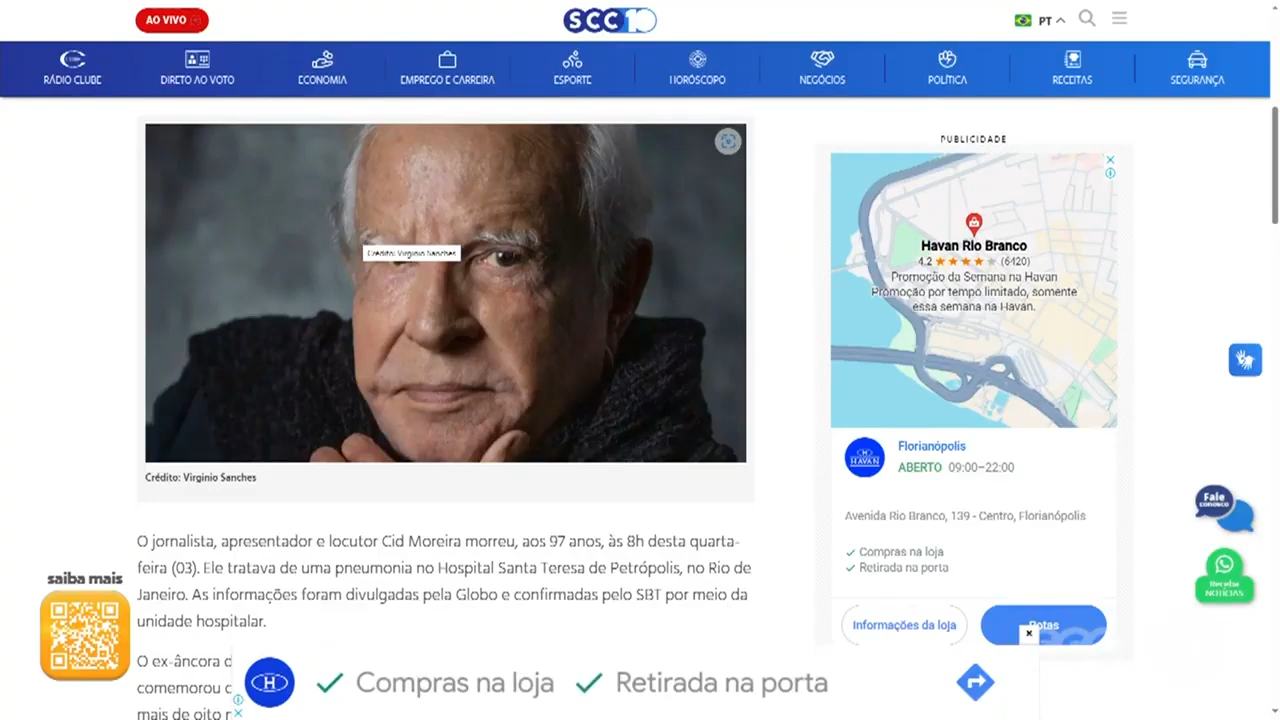 AO VIVO
SCC10
PT
RÁDIO CLUBE
DIRETO AO VOTO
ECONOMIA
EMPREGO E CARREIRA
ESPORTE
HORÓSCOPO
NEGÓCIOS
POLÍTICA
RECEITAS
SEGURANÇA
Crédito: Virginio Sanches
Crédito: Virginio Sanches
O jornalista, apresentador e locutor Cid Moreira morreu, aos 97 anos, às 8h desta quarta-
feira (03). Ele tratava de uma pneumonia no Hospital Santa Teresa de Petrópolis, no Rio de
Janeiro. As informações foram divulgadas pela Globo e confirmadas pelo SBT por meio da
unidade hospitalar.
O ex-âncora
comemorou
mais de oito
saiba mais
PUBLICIDADE
Havan Rio Branco
4.2 (6420)
Promoção da Semana na Havan
Promoção por tempo limitado, somente
essa semana na Havan.
HAVAN
Florianópolis
ABERTO 09:00–22:00
Avenida Rio Branco, 139 - Centro, Florianópolis
Compras na loja
Retirada na porta
Informações da loja
Rotas
Fale
conosco
Receba
NOTÍCIAS
H
Compras na loja
Retirada na porta